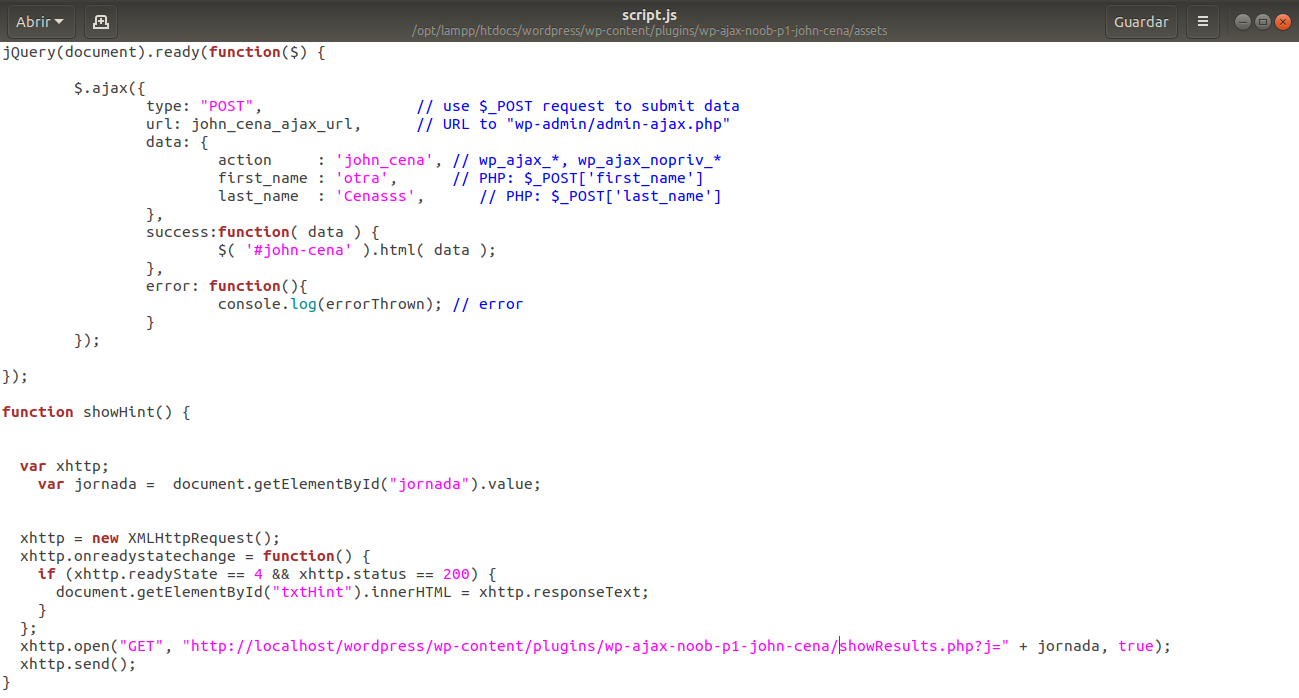 Abrir
script.js
/opt/lampp/htdocs/wordpress/wp-content/plugins/wp-ajax-noob-p1-john-cena/assets
Guardar
jQuery(document).ready(function($) {
        $.ajax({
                type: "POST",                 // use $_POST request to submit data
                url: john_cena_ajax_url,      // URL to "wp-admin/admin-ajax.php"
                data: {
                        action     : 'john_cena', // wp_ajax_*, wp_ajax_nopriv_*
                        first_name : 'otra',      // PHP: $_POST['first_name']
                        last_name  : 'Cenasss',      // PHP: $_POST['last_name']
                },
                success:function( data ) {
                        $( '#john-cena' ).html( data );
                },
                error: function(){
                        console.log(errorThrown); // error
                }
        });
});
function showHint() {
  var xhttp;
    var jornada =  document.getElementById("jornada").value;
  xhttp = new XMLHttpRequest();
  xhttp.onreadystatechange = function() {
    if (xhttp.readyState == 4 && xhttp.status == 200) {
      document.getElementById("txtHint").innerHTML = xhttp.responseText;
    }
  };
  xhttp.open("GET", "http://localhost/wordpress/wp-content/plugins/wp-ajax-noob-p1-john-cena/showResults.php?j=" + jornada, true);
  xhttp.send();
}